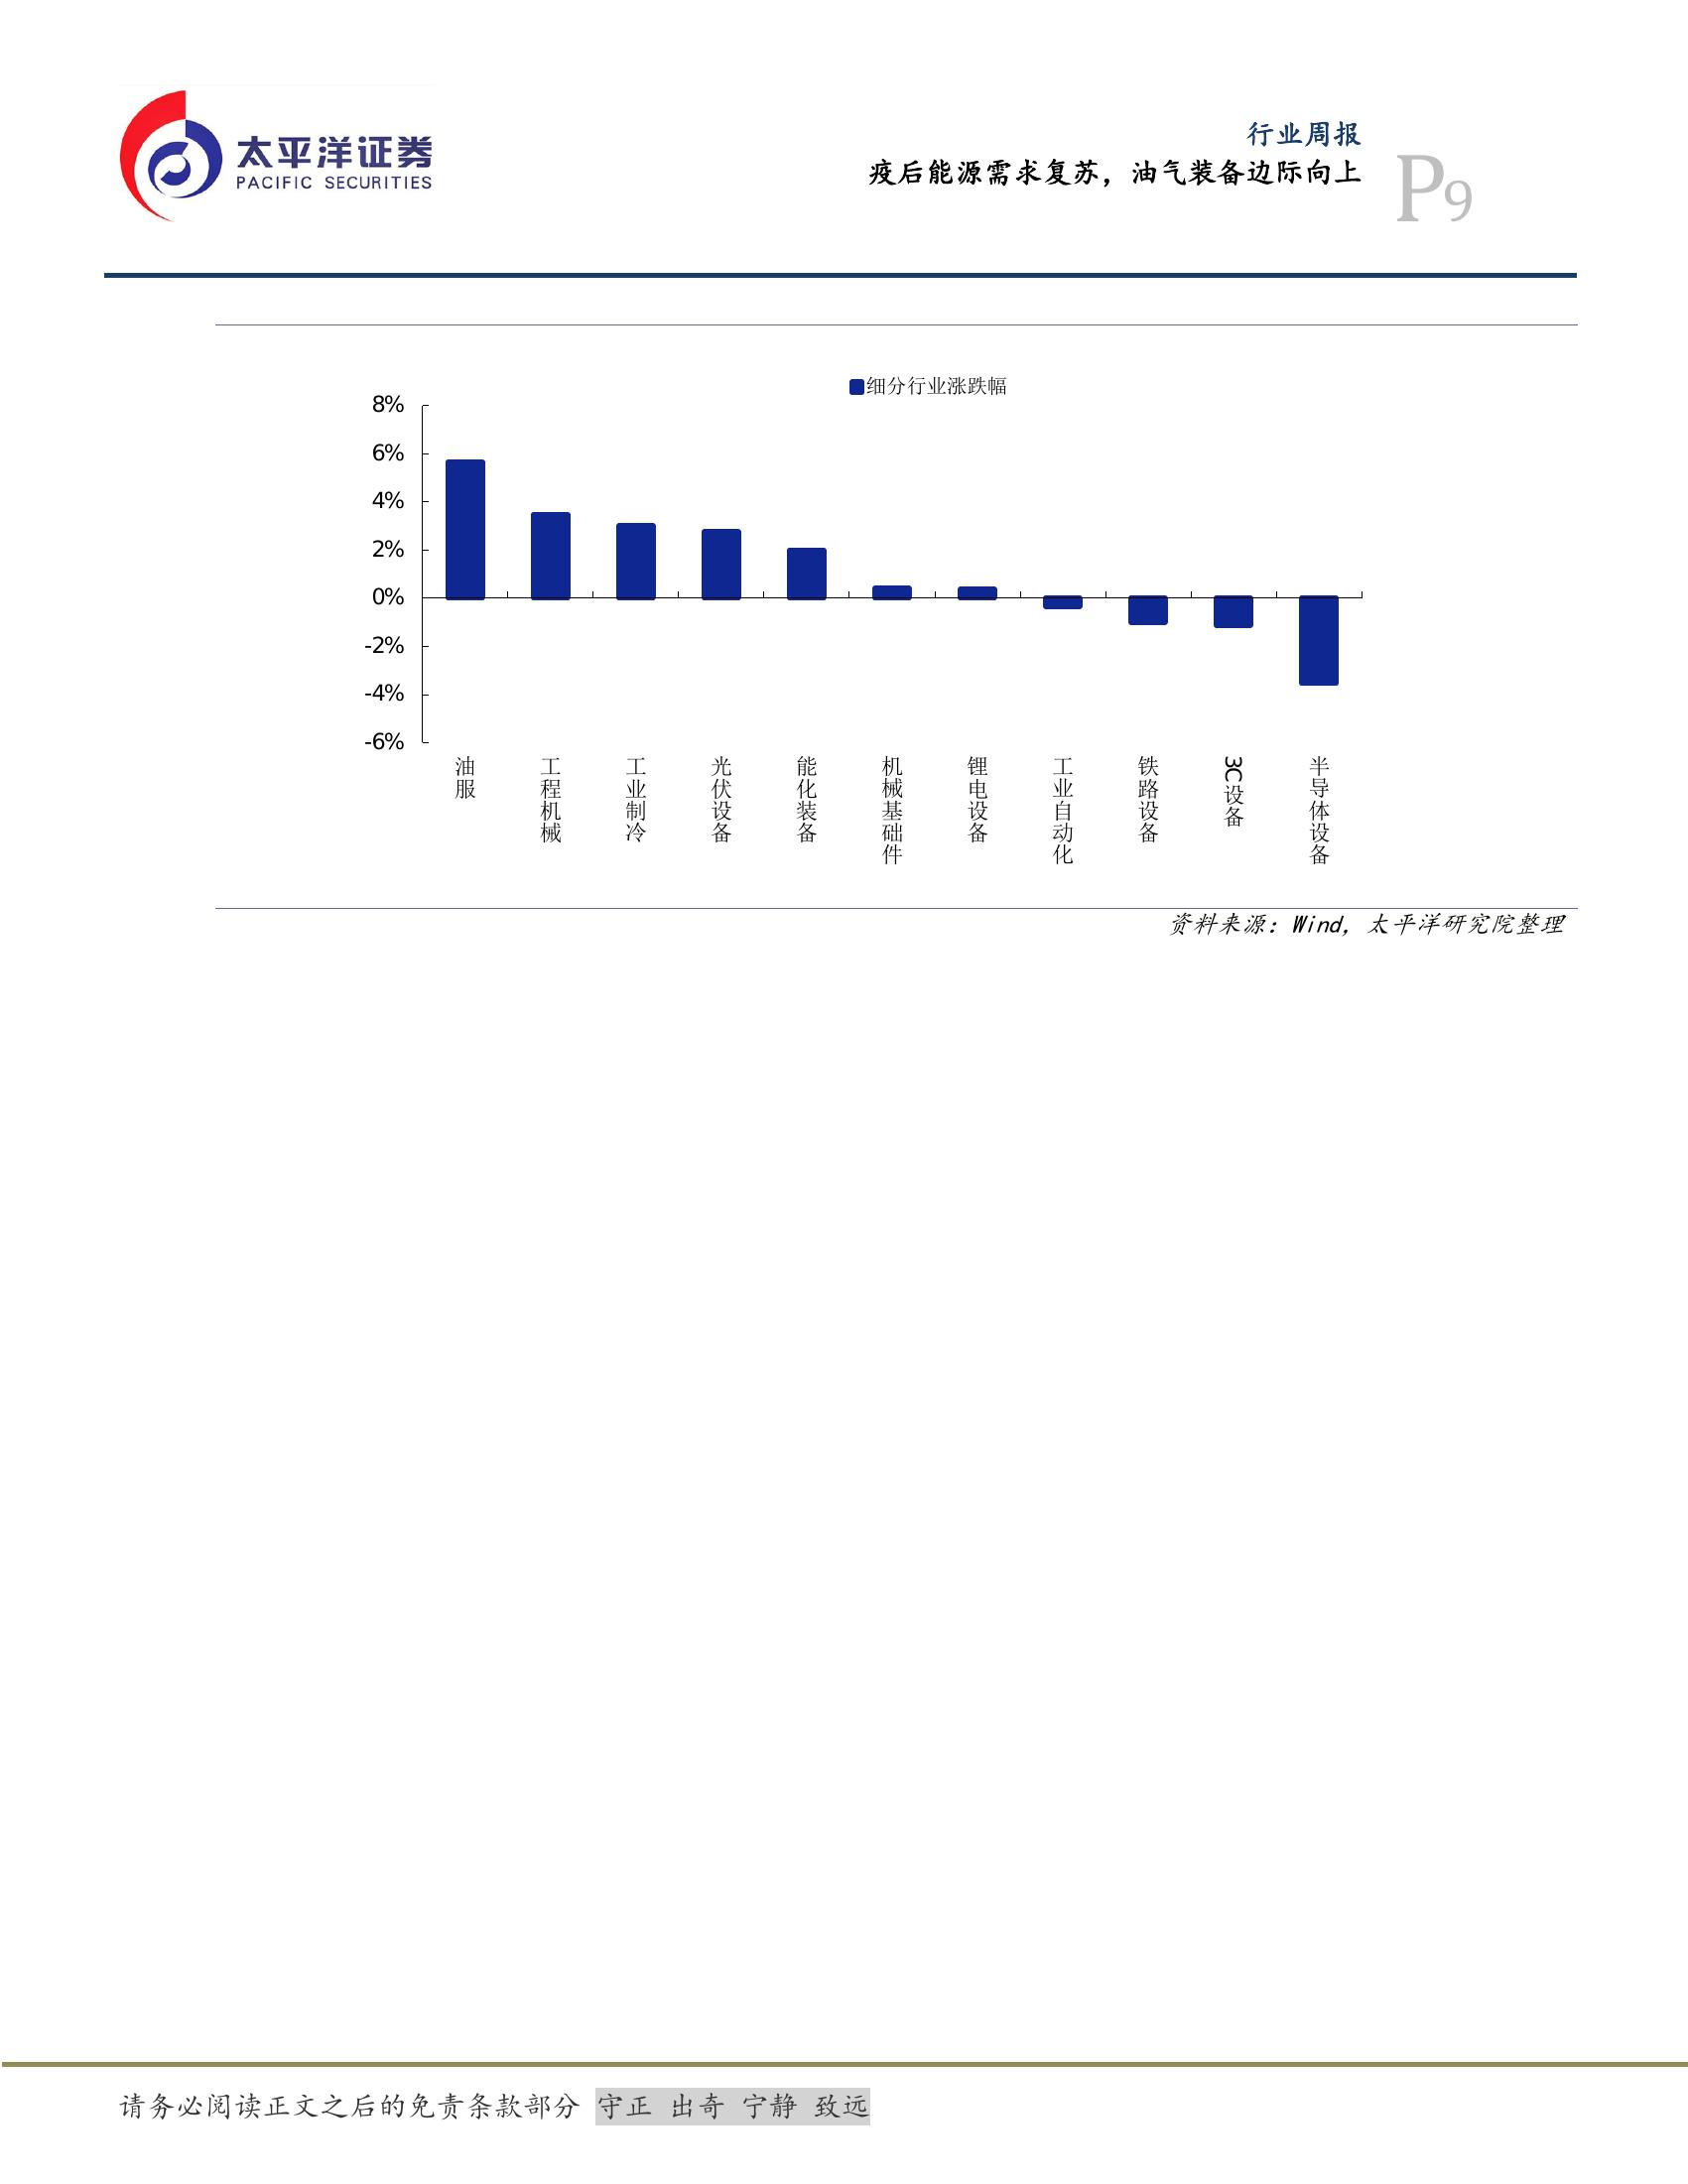 太平洋证券
PACIFIC SECURITIES
行业周报
疫后能源需求复苏，油气装备边际向上
P9
细分行业涨跌幅
8%
6%
4%
2%
0%
-2%
-4%
-6%
油服
工程机械
工业制冷
光伏设备
能化装备
机械基础件
锂电设备
工业自动化
铁路设备
3C设备
半导体设备
资料来源：Wind，太平洋研究院整理
请务必阅读正文之后的免责条款部分 守正 出奇 宁静 致远